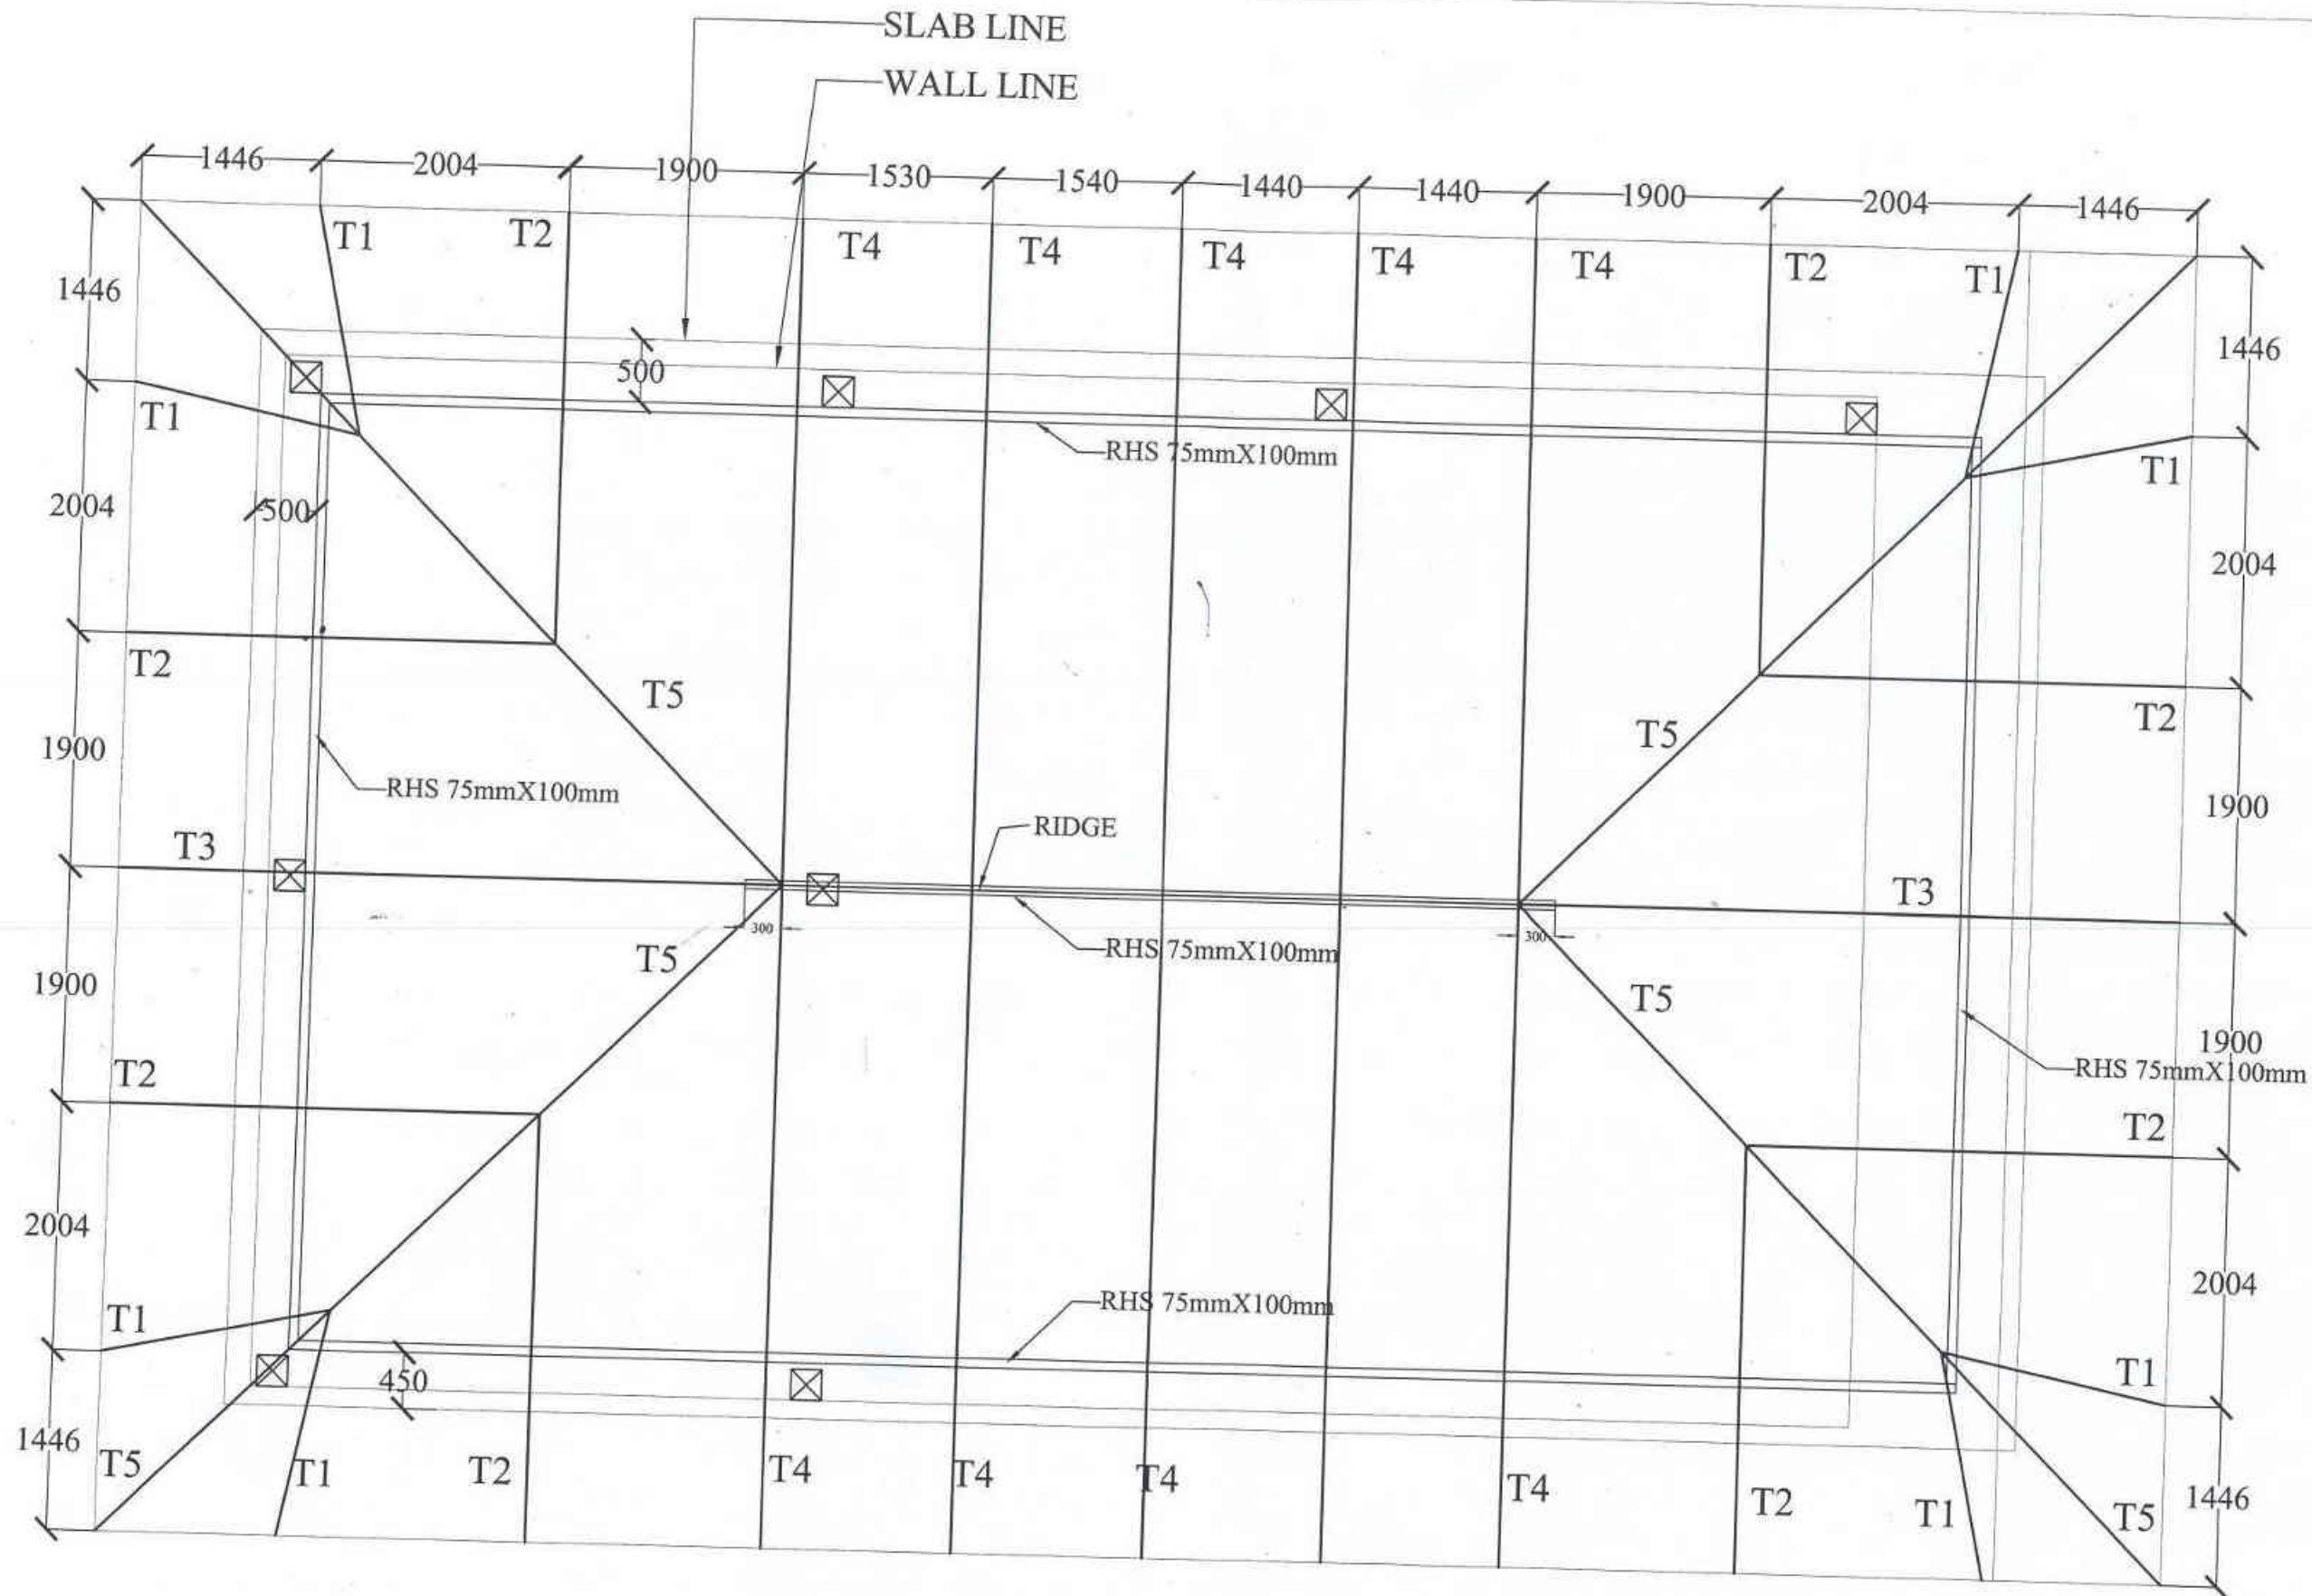 SLAB LINE
WALL LINE
1446 2004 1900 1530 1540 1440 1440 1900 2004 1446
T1 T2 T4 T4 T4 T4 T4 T2 T1
1446
1446
500
T1
RHS 75mmX100mm
T1
2004
500
2004
T2
T5
T2
T5
1900
RHS 75mmX100mm
1900
RIDGE
T3
T3
300
300
T5
RHS 75mmX100mm
T5
1900
1900
RHS 75mmX100mm
T2
T2
2004
2004
RHS 75mmX100mm
T1
T1
450
1446
1446
T5 T1 T2 T4 T4 T4 T4 T2 T1 T5